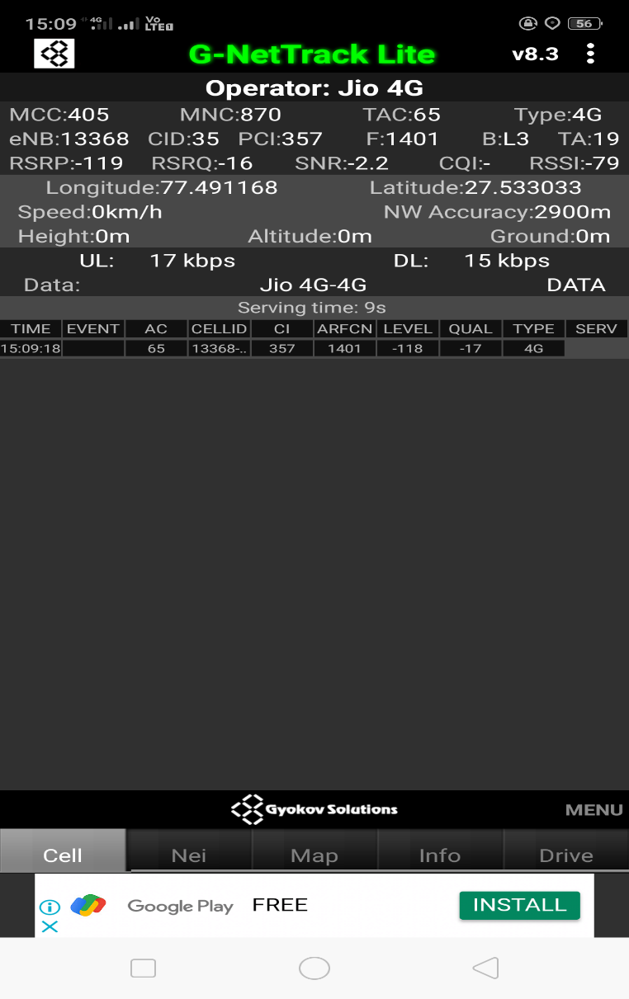 15:09 4G VoLTE1 56
G-NetTrack Lite v8.3
Operator: Jio 4G
MCC:405 MNC:870 TAC:65 Type:4G
eNB:13368 CID:35 PCI:357 F:1401 B:L3 TA:19
RSRP:-119 RSRQ:-16 SNR:-2.2 CQI:- RSSI:-79
Longitude:77.491168 Latitude:27.533033
Speed:0km/h NW Accuracy:2900m
Height:0m Altitude:0m Ground:0m
UL: 17 kbps DL: 15 kbps
Data: Jio 4G-4G DATA
Serving time: 9s
TIME EVENT AC CELLID CI ARFCN LEVEL QUAL TYPE SERV
15:09:18 65 13368-.. 357 1401 -118 -17 4G
Gyokov Solutions MENU
Cell Nei Map Info Drive
Google Play FREE INSTALL